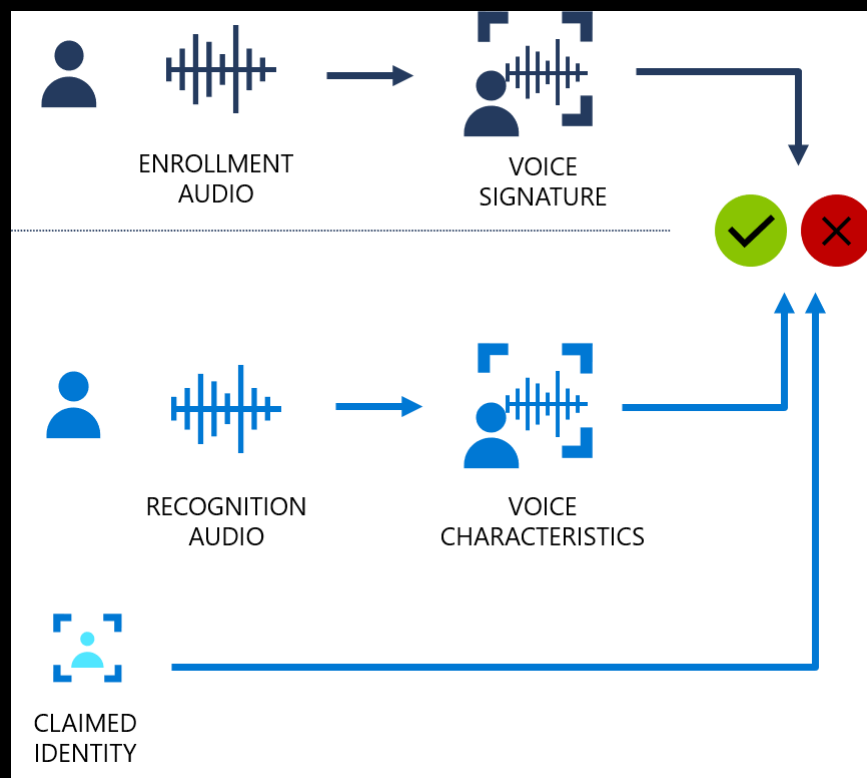 ENROLLMENT
AUDIO
VOICE
SIGNATURE
RECOGNITION
AUDIO
VOICE
CHARACTERISTICS
CLAIMED
IDENTITY